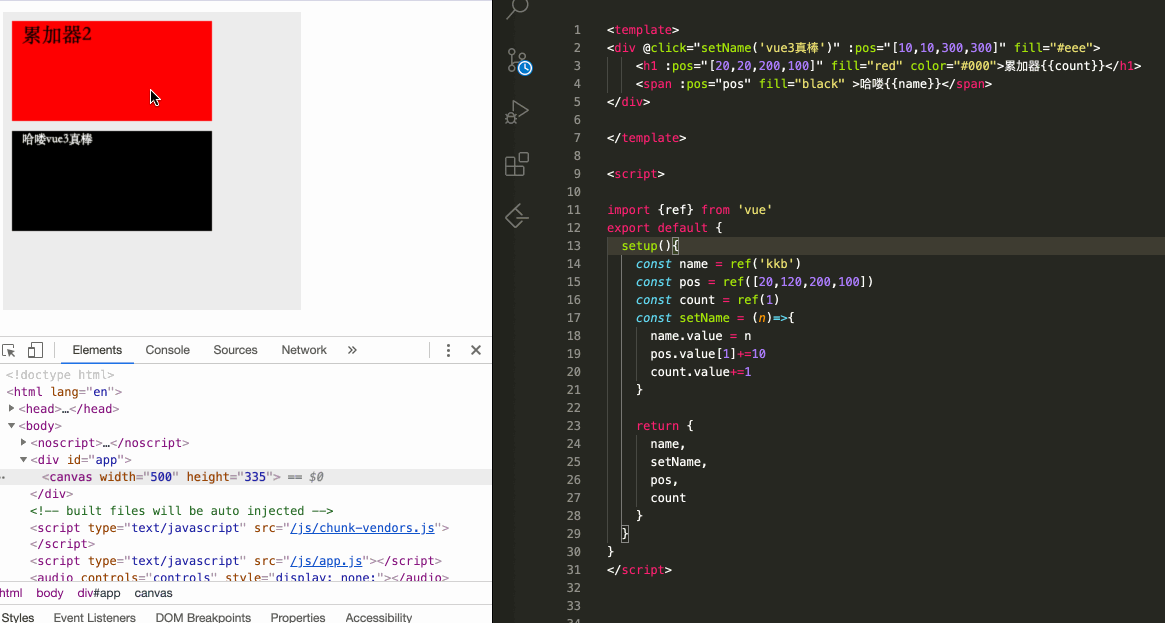 累加器2
哈喽vue3真棒
Elements Console Sources Network »
<!doctype html>
<html lang="en">
<head>…</head>
<body>
<noscript>…</noscript>
<div id="app">
<canvas width="500" height="335"> == $0
</div>
<!-- built files will be auto injected -->
<script type="text/javascript" src="/js/chunk-vendors.js">
</script>
<script type="text/javascript" src="/js/app.js"></script>
<audio controls="controls" style="display: none;"></audio>
html body div#app canvas
Styles Event Listeners DOM Breakpoints Properties Accessibility
1 <template>
2 <div @click="setName('vue3真棒')" :pos="[10,10,300,300]" fill="#eee">
3 <h1 :pos="[20,20,200,100]" fill="red" color="#000">累加器{{count}}</h1>
4 <span :pos="pos" fill="black" >哈喽{{name}}</span>
5 </div>
6
7 </template>
8
9 <script>
10
11 import {ref} from 'vue'
12 export default {
13 setup(){
14 const name = ref('kkb')
15 const pos = ref([20,120,200,100])
16 const count = ref(1)
17 const setName = (n)=>{
18 name.value = n
19 pos.value[1]+=10
20 count.value+=1
21 }
22
23 return {
24 name,
25 setName,
26 pos,
27 count
28 }
29 }
30 }
31 </script>
32
33
34